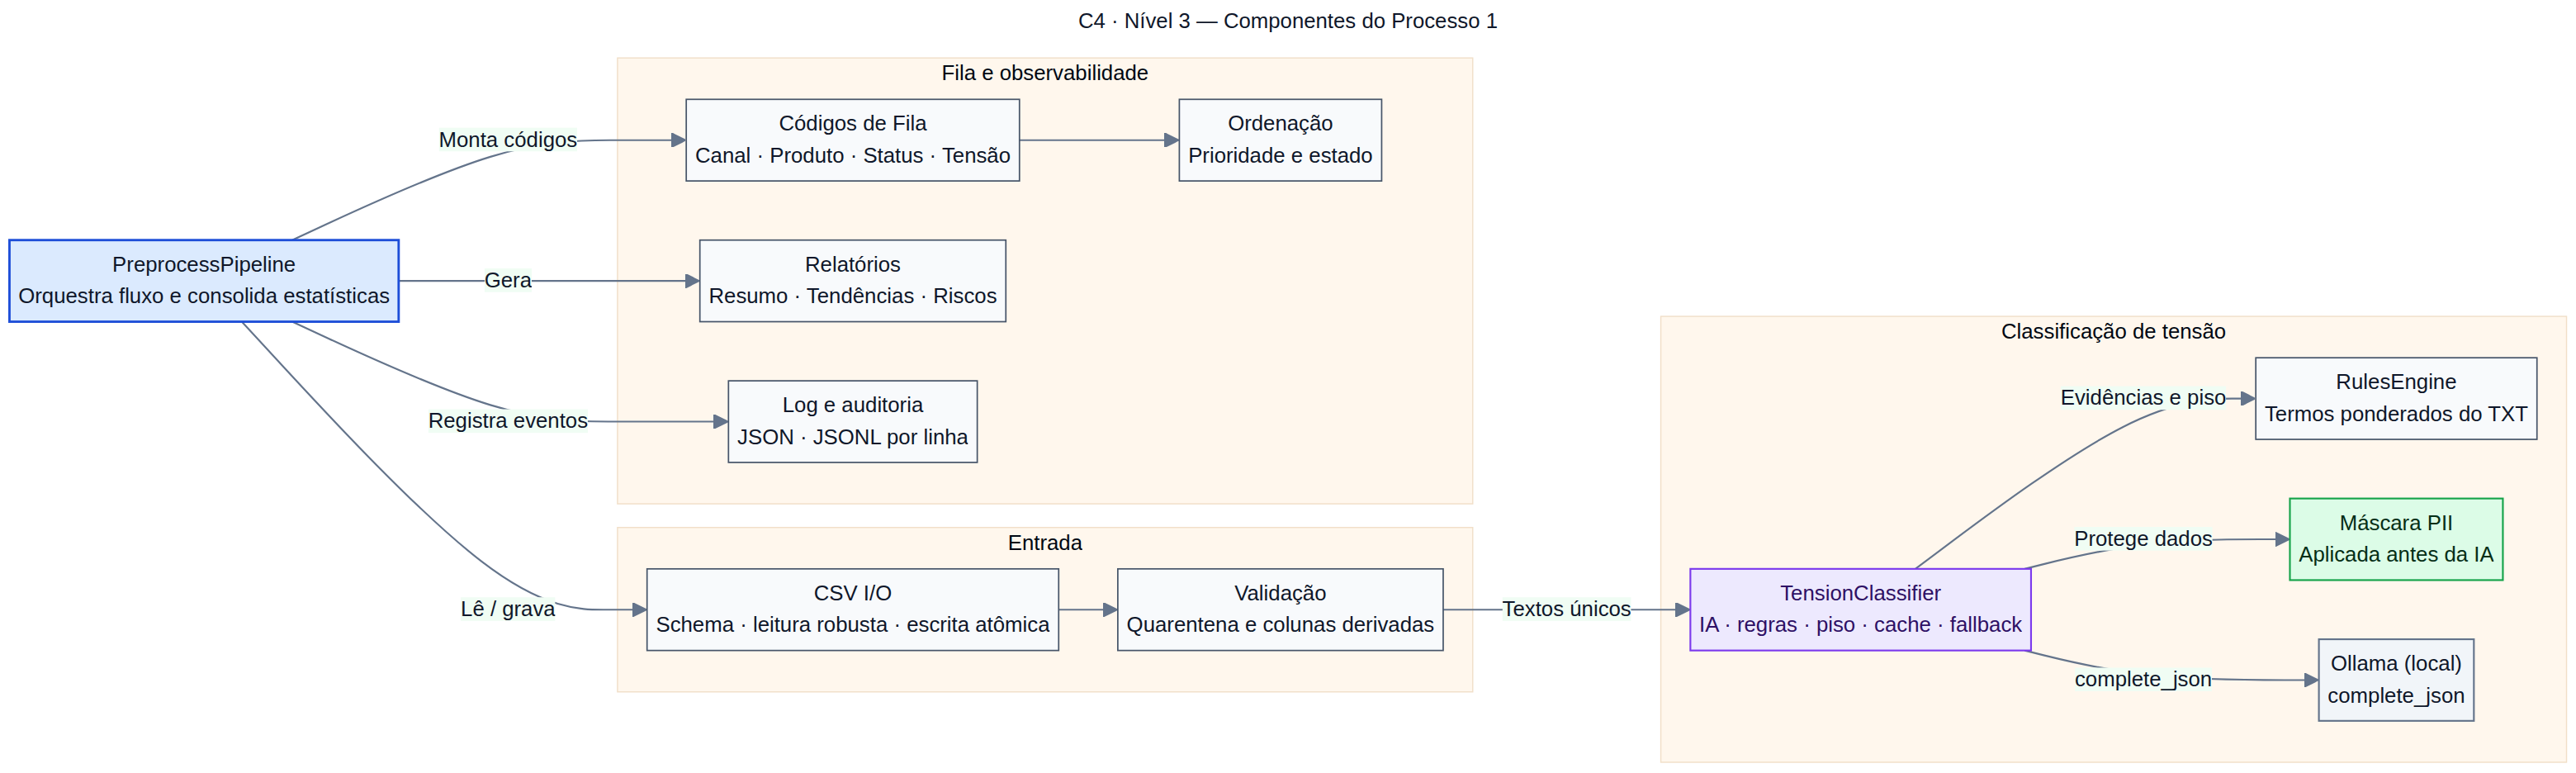 C4 · Nível 3 — Componentes do Processo 1
Fila e observabilidade
Monta códigos
Códigos de Fila
Canal · Produto · Status · Tensão
Ordenação
Prioridade e estado
PreprocessPipeline
Orquestra fluxo e consolida estatísticas
Gera
Relatórios
Resumo · Tendências · Riscos
Registra eventos
Log e auditoria
JSON · JSONL por linha
Entrada
Lê / grava
CSV I/O
Schema · leitura robusta · escrita atômica
Validação
Quarentena e colunas derivadas
Textos únicos
Classificação de tensão
TensionClassifier
IA · regras · piso · cache · fallback
Evidências e piso
RulesEngine
Termos ponderados do TXT
Protege dados
Máscara PII
Aplicada antes da IA
complete_json
Ollama (local)
complete_json